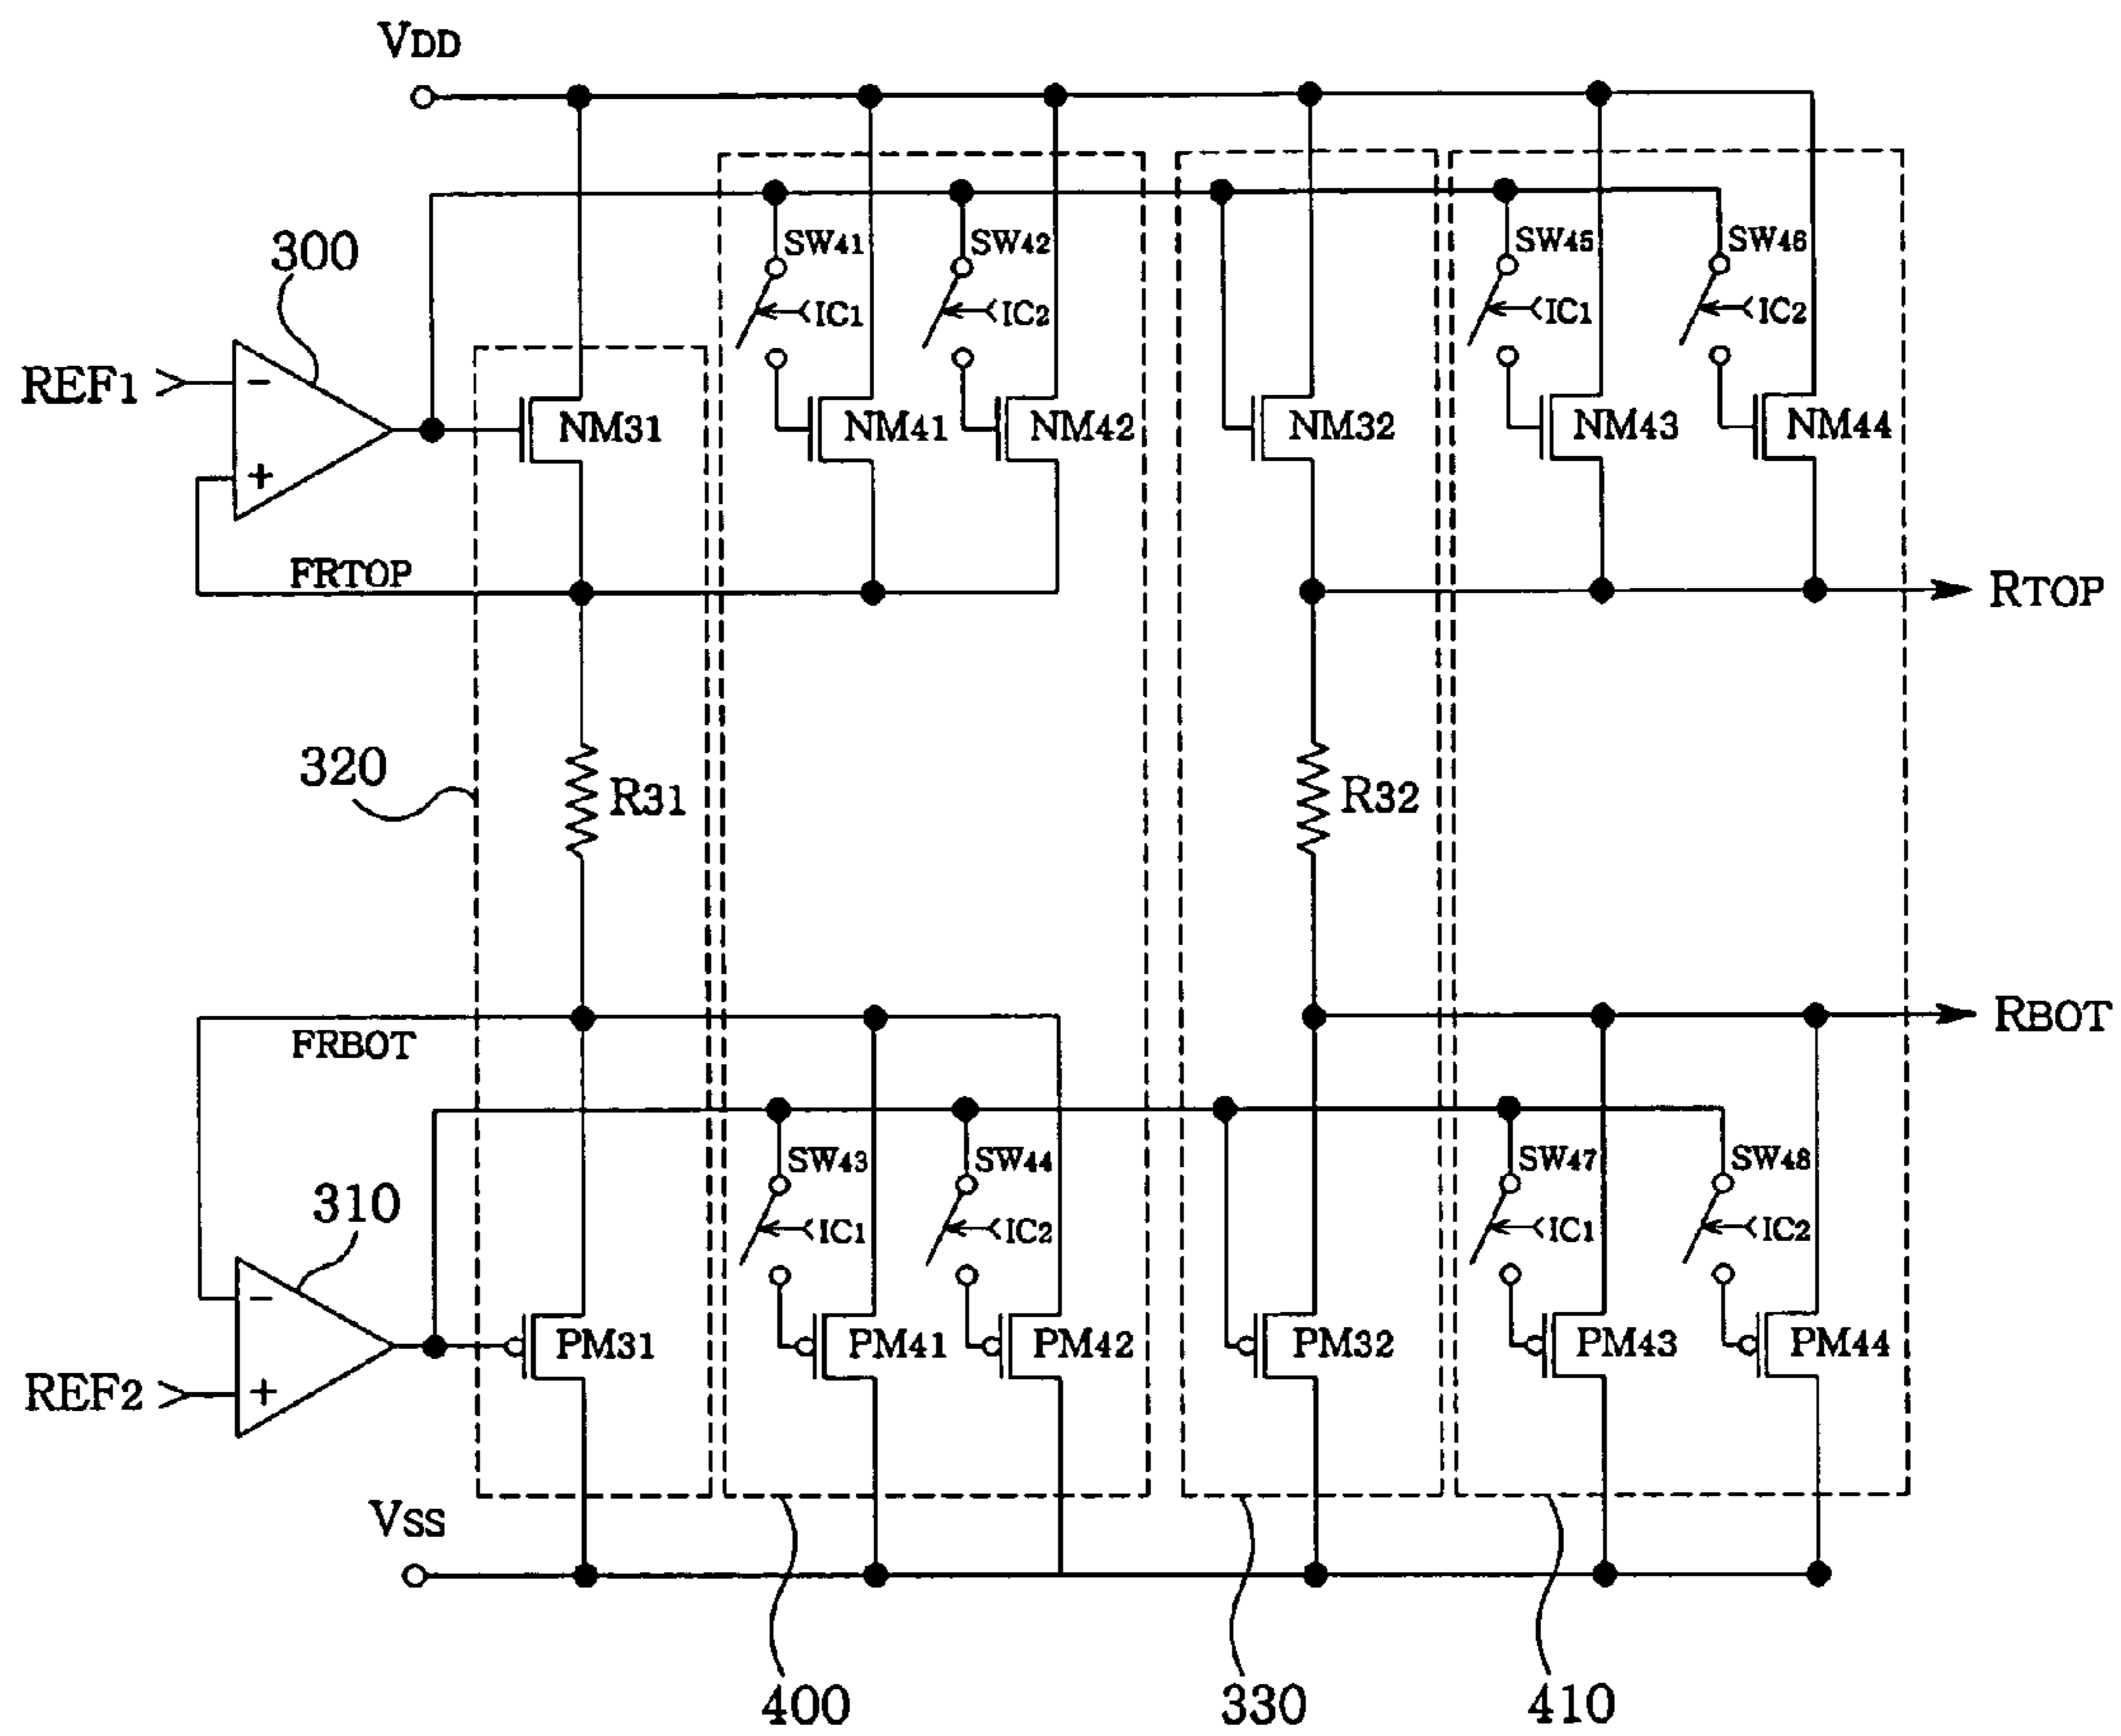 VDD
300
SW41
SW42
SW45
SW46
IC1
IC2
IC1
IC2
REF1
−
+
NM31
NM41
NM42
NM32
NM43
NM44
FRTOP
RTOP
320
R31
R32
FRBOT
RBOT
310
SW43
SW44
SW47
SW48
IC1
IC2
IC1
IC2
−
+
REF2
PM31
PM41
PM42
PM32
PM43
PM44
VSS
400
330
410